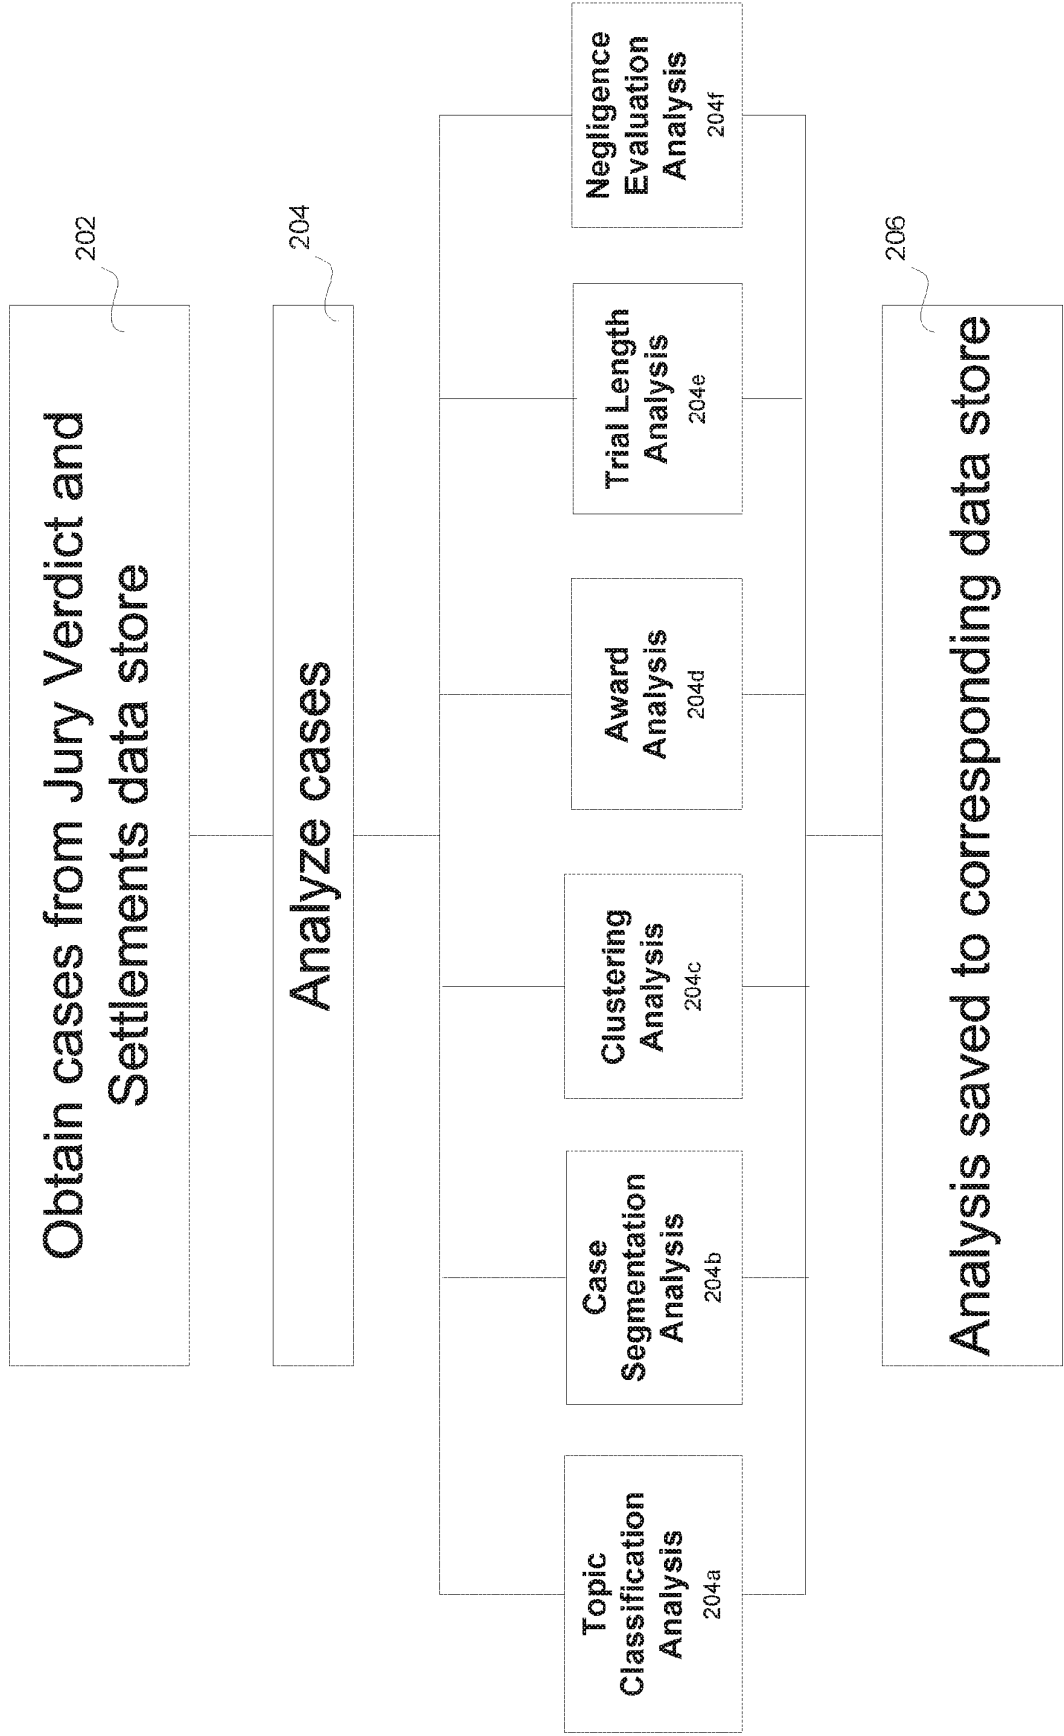 Obtain cases from Jury Verdict and
Settlements data store
202
Analyze cases
204
Topic
Classification
Analysis
204a
Case
Segmentation
Analysis
204b
Clustering
Analysis
204c
Award
Analysis
204d
Trial Length
Analysis
204e
Negligence
Evaluation
Analysis
204f
Analysis saved to corresponding data store
206